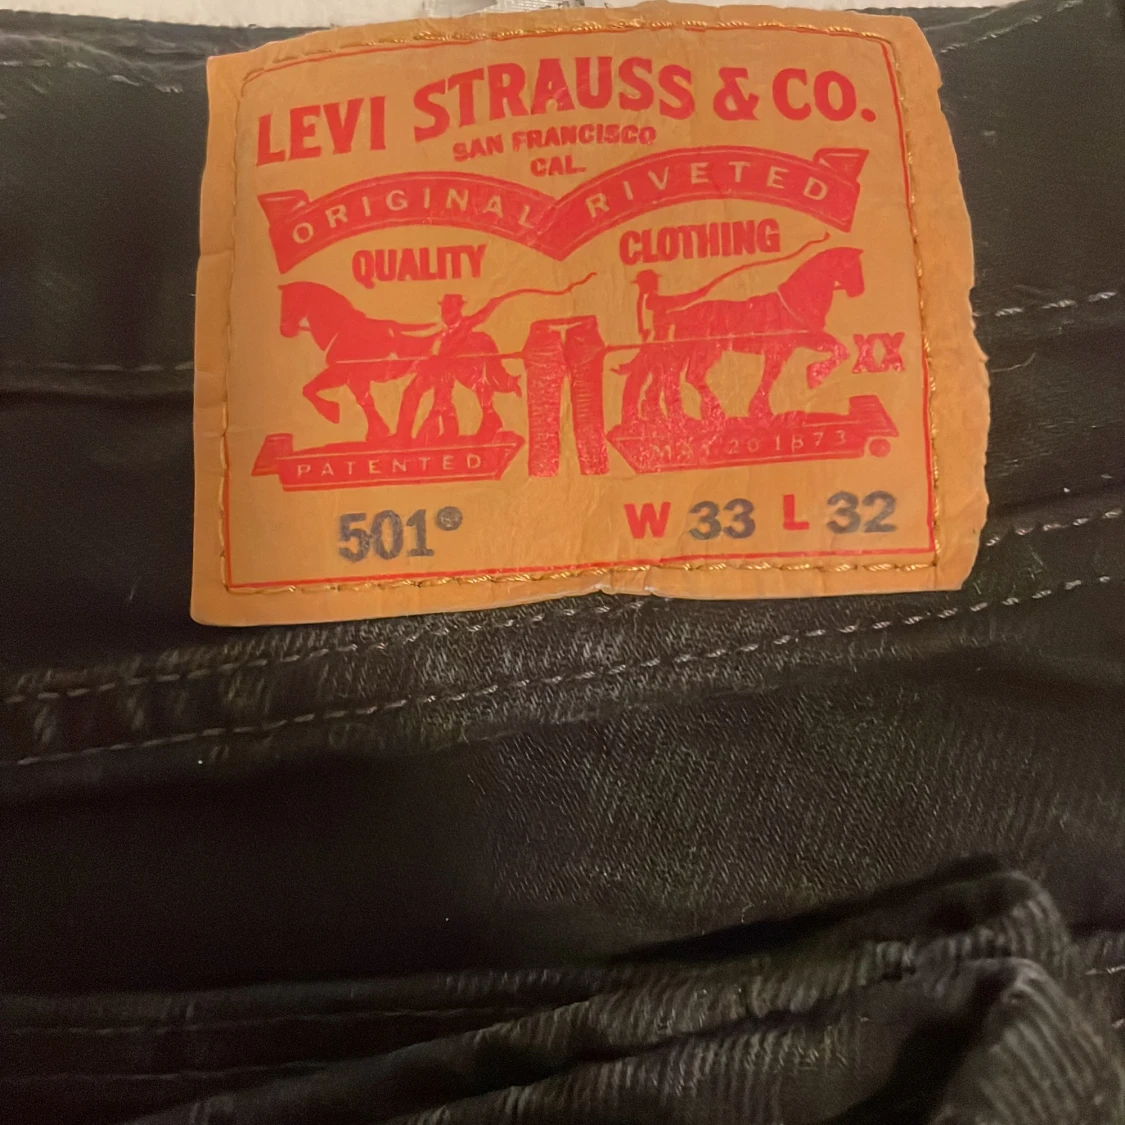 LEVI STRAUSS & CO.
SAN FRANCISCO
CAL.
ORIGINAL RIVETED
QUALITY CLOTHING
XX
PATENTED MAY 20 1873
501® W 33 L 32